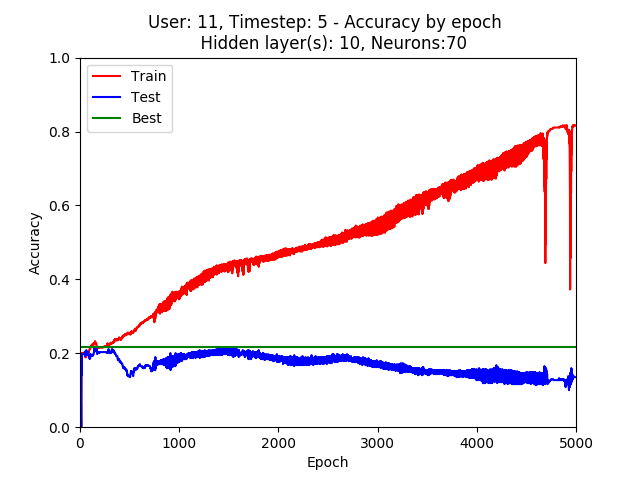 User: 11, Timestep: 5 - Accuracy by epoch
Hidden layer(s): 10, Neurons:70
1.0
0.8
0.6
0.4
0.2
0.0
Accuracy
Train
Test
Best
0 1000 2000 3000 4000 5000
Epoch